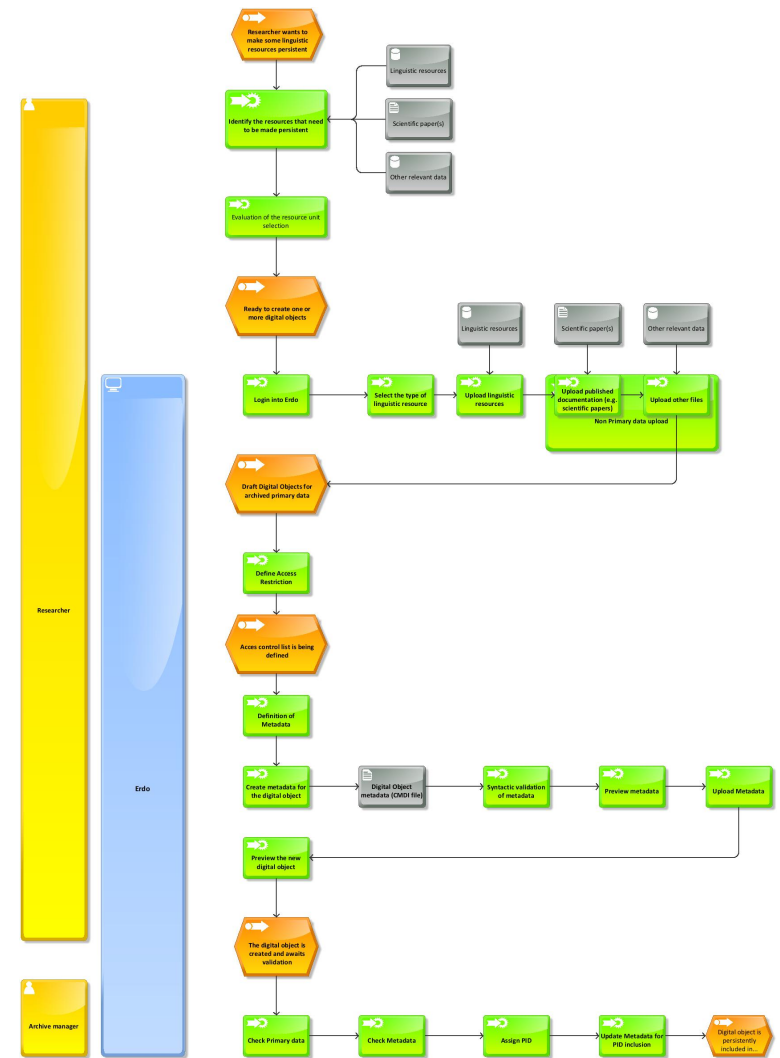 Researcher wants to
make some linguistic
resources persistent
Linguistic resources
Identify the resources that need
to be made persistent
Scientific paper(s)
Other relevant data
Evaluation of the resource unit
selection
Ready to create one or
more digital objects
Linguistic resources
Scientific paper(s)
Other relevant data
Login into Erdo
Select the type of
linguistic resource
Upload linguistic
resources
Upload published
documentation (e.g.
scientific papers)
Upload other files
Non Primary data upload
Draft Digital Objects for
archived primary data
Define Access
Restriction
Researcher
Acces control list is being
defined
Definition of
Metadata
Erdo
Create metadata for
the digital object
Digital Object
metadata (CMDI file)
Syntactic validation
of metadata
Preview metadata
Upload Metadata
Preview the new
digital object
The digital object is
created and awaits
validation
Archive manager
Check Primary data
Check Metadata
Assign PID
Update Metadata for
PID inclusion
Digital object is
persistently
included in...